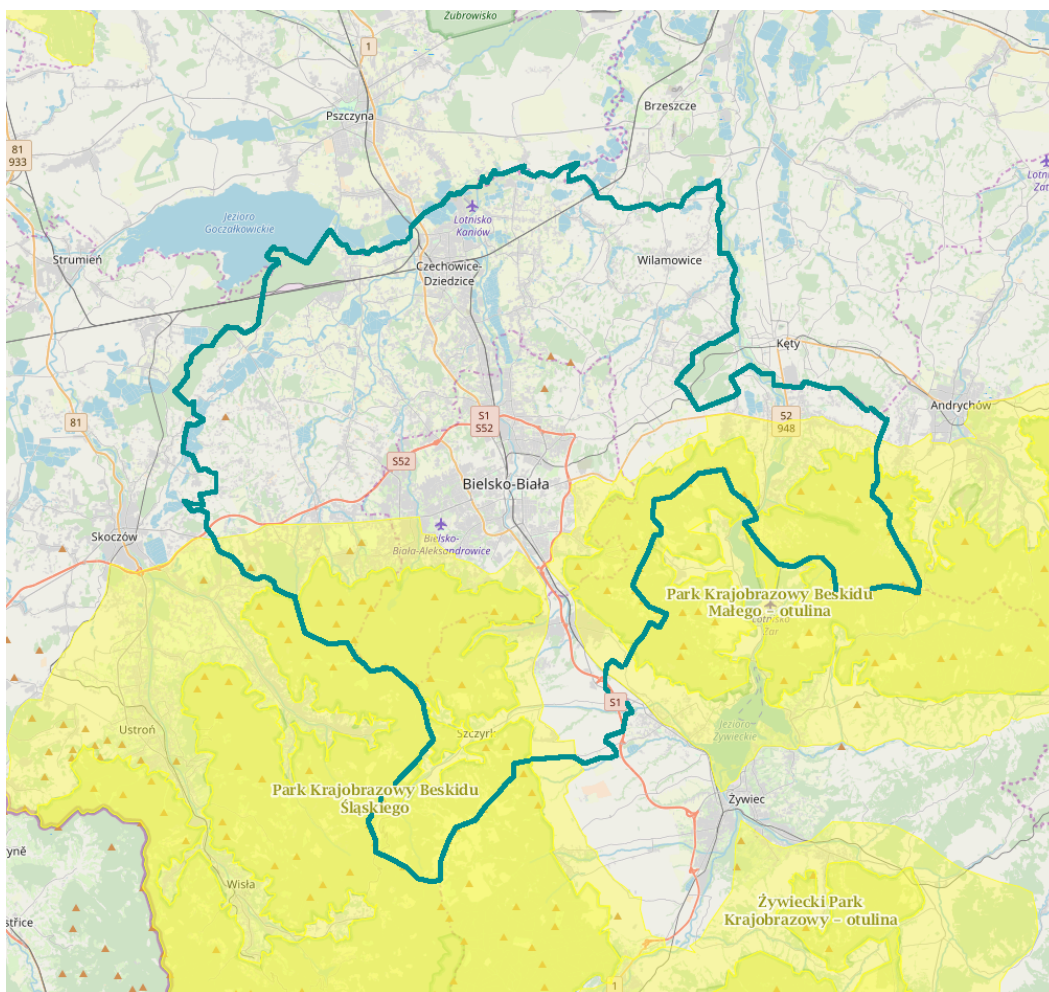 Zubrowisko
1
Pszczyna
Brzeszcze
81
933
Jezioro
Goczałkowickie
Lotnisko
Kaniów
Strumień
Wilamowice
Czechowice-
Dziedzice
Kęty
Andrychów
S1
S52
52
948
81
S52
Bielsko-Biała
Skoczów
Bielsko-
Biała-Aleksandrowice
Park Krajobrazowy Beskidu
Małego – otulina
Lotnisko
Żar
S1
Jezioro
Żywieckie
Ustroń
Szczyrk
Park Krajobrazowy Beskidu
Śląskiego
Żywiec
Wisła
Żywiecki Park
Krajobrazowy – otulina
1